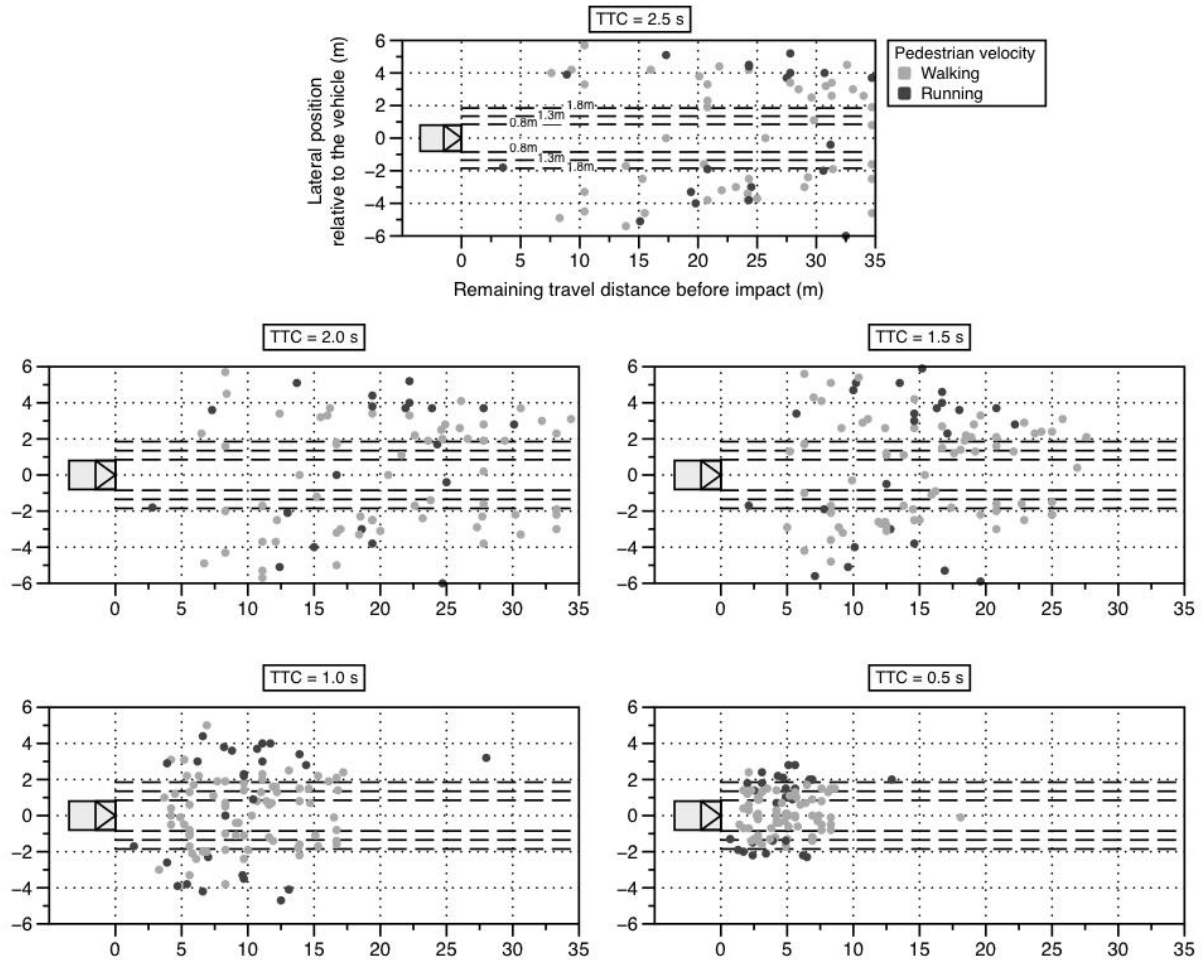 TTC = 2.5 s
Lateral position
relative to the vehicle (m)
6
4
2
0
−2
−4
−6
1.8m
1.3m
0.8m
0.8m
1.3m
1.8m
0 5 10 15 20 25 30 35
Remaining travel distance before impact (m)
Pedestrian velocity
Walking
Running
TTC = 2.0 s
6
4
2
0
−2
−4
−6
0 5 10 15 20 25 30 35
TTC = 1.5 s
6
4
2
0
−2
−4
−6
0 5 10 15 20 25 30 35
TTC = 1.0 s
6
4
2
0
−2
−4
−6
0 5 10 15 20 25 30 35
TTC = 0.5 s
6
4
2
0
−2
−4
−6
0 5 10 15 20 25 30 35